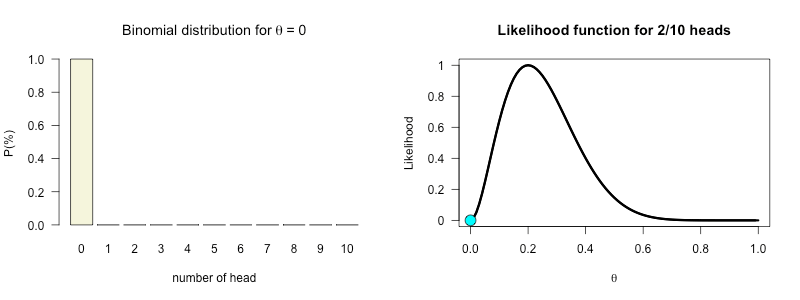 Binomial distribution for θ = 0
P(%)
1.0
0.8
0.6
0.4
0.2
0.0
0 1 2 3 4 5 6 7 8 9 10
number of head
Likelihood function for 2/10 heads
Likelihood
1
0.8
0.6
0.4
0.2
0
0.0 0.2 0.4 0.6 0.8 1.0
θ